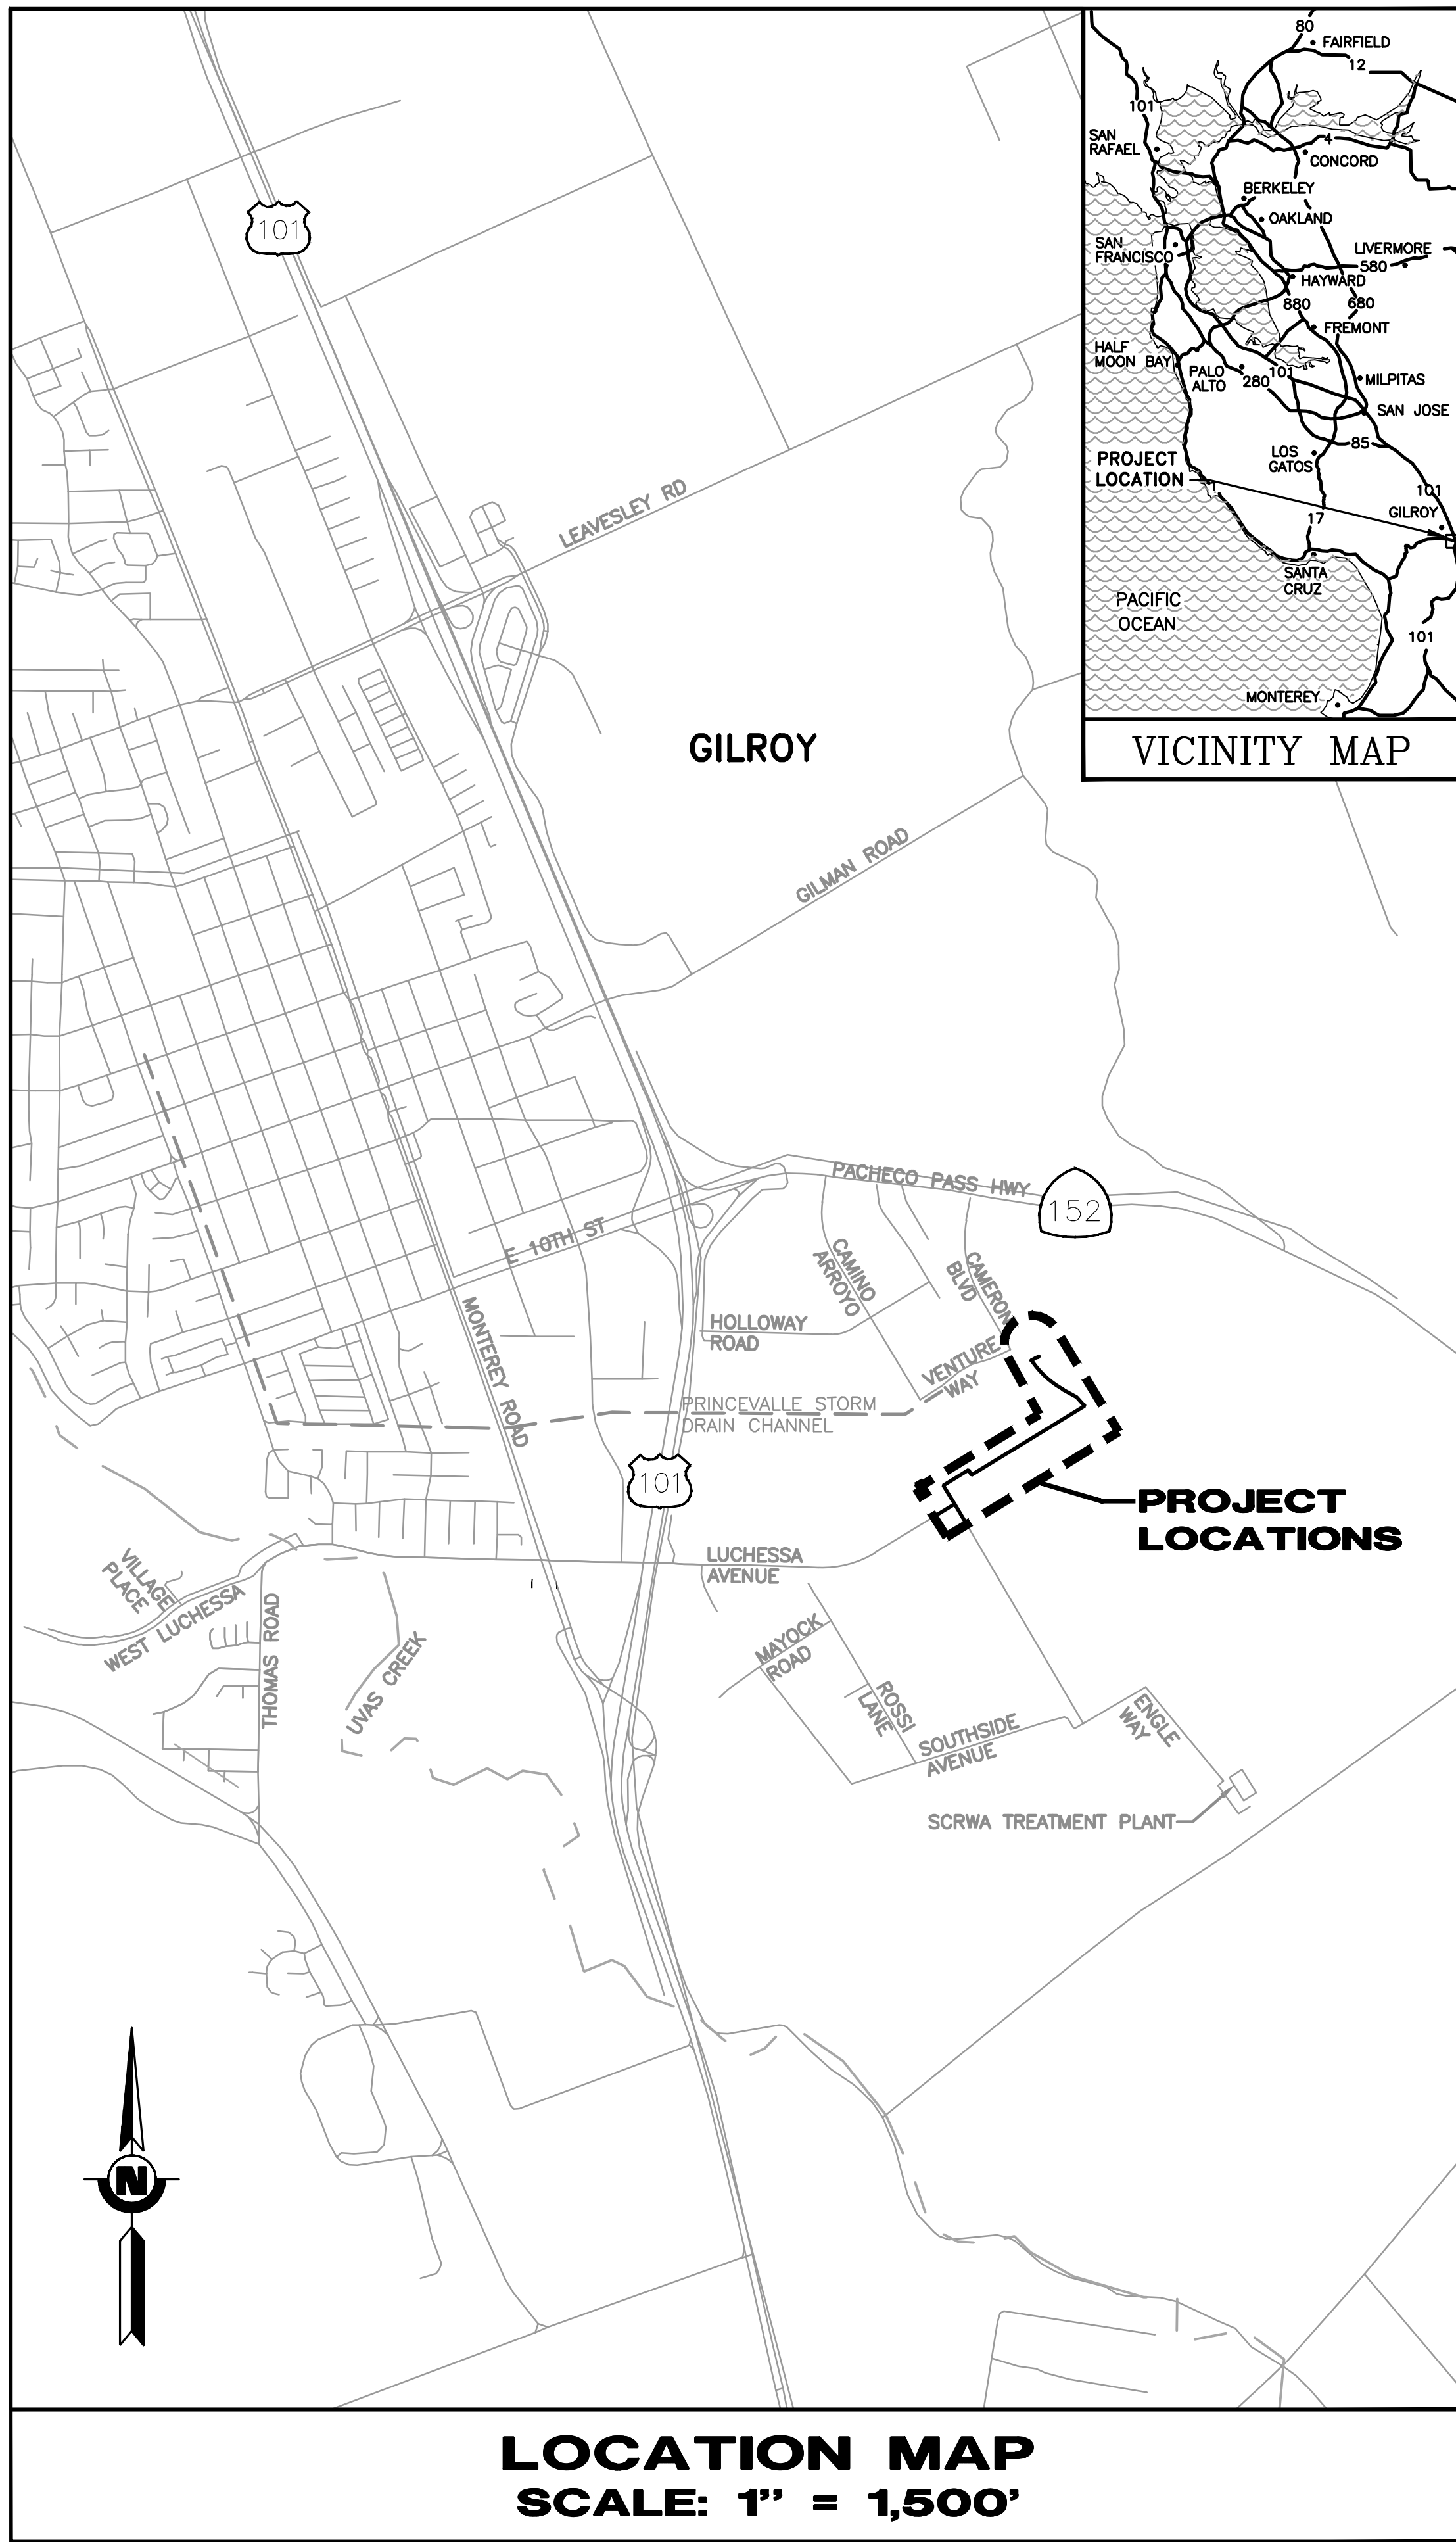 80
FAIRFIELD
12
101
SAN
RAFAEL
4
CONCORD
BERKELEY
OAKLAND
SAN
FRANCISCO
LIVERMORE
580
HAYWARD
880
680
FREMONT
HALF
MOON BAY
PALO
ALTO
280
101
MILPITAS
SAN JOSE
85
LOS
GATOS
PROJECT
LOCATION
1
101
GILROY
17
SANTA
CRUZ
PACIFIC
OCEAN
101
MONTEREY
VICINITY MAP
101
LEAVESLEY RD
GILROY
GILMAN ROAD
PACHECO PASS HWY
152
E 10TH ST
CAMINO
ARROYO
CAMERON
BLVD
MONTEREY ROAD
HOLLOWAY
ROAD
VENTURE
WAY
PRINCEVALLE STORM
DRAIN CHANNEL
101
PROJECT
LOCATIONS
LUCHESSA
AVENUE
VILLAGE
PLACE
WEST LUCHESSA
THOMAS ROAD
UVAS CREEK
MAYOCK
ROAD
ROSSI
LANE
SOUTHSIDE
AVENUE
ENGLE
WAY
SCRWA TREATMENT PLANT
N
LOCATION MAP
SCALE: 1” = 1,500’